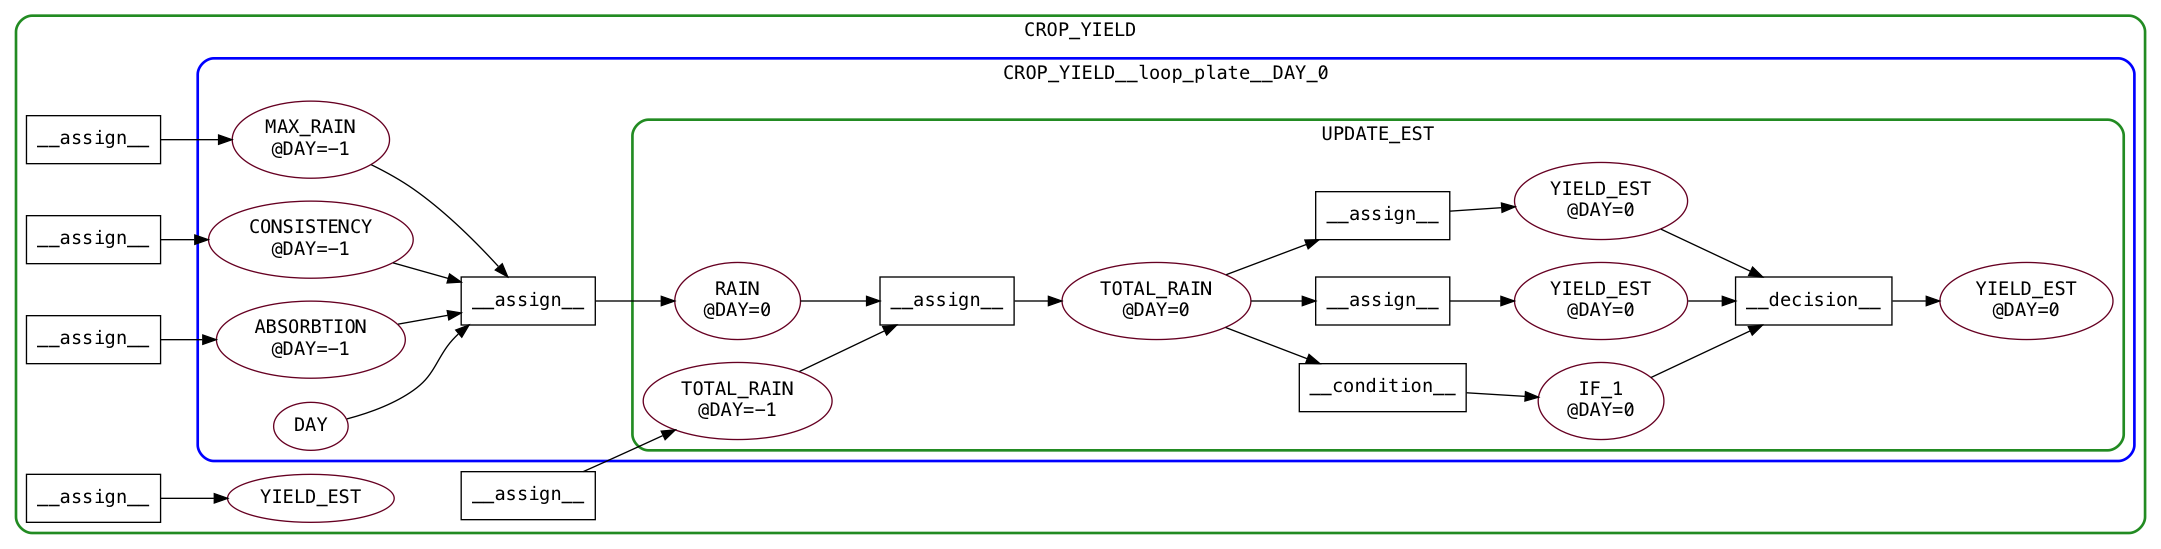 CROP_YIELD
CROP_YIELD__loop_plate__DAY_0
UPDATE_EST
__assign__
MAX_RAIN
@DAY=−1
__assign__
CONSISTENCY
@DAY=−1
__assign__
ABSORBTION
@DAY=−1
DAY
__assign__
YIELD_EST
__assign__
__assign__
RAIN
@DAY=0
TOTAL_RAIN
@DAY=−1
__assign__
TOTAL_RAIN
@DAY=0
__assign__
YIELD_EST
@DAY=0
__assign__
YIELD_EST
@DAY=0
__condition__
IF_1
@DAY=0
__decision__
YIELD_EST
@DAY=0